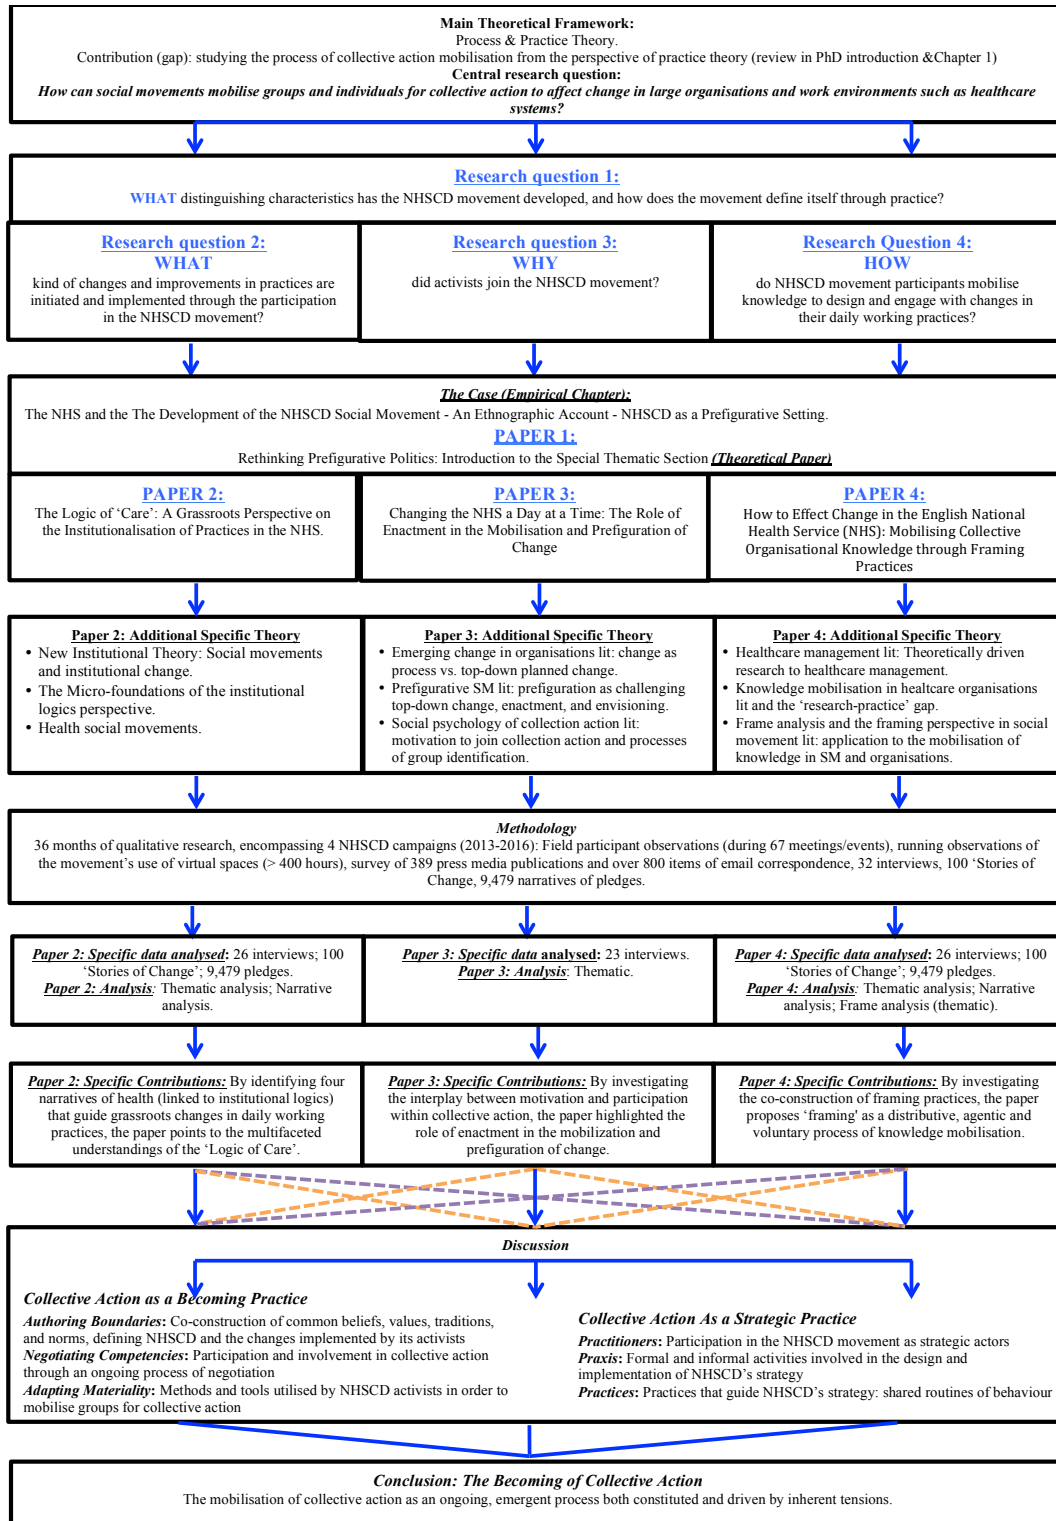 Main Theoretical Framework:
Process & Practice Theory.
Contribution (gap): studying the process of collective action mobilisation from the perspective of practice theory (review in PhD introduction &Chapter 1)
Central research question:
How can social movements mobilise groups and individuals for collective action to affect change in large organisations and work environments such as healthcare
systems?
Research question 1:
WHAT distinguishing characteristics has the NHSCD movement developed, and how does the movement define itself through practice?
Research question 2:
WHAT
kind of changes and improvements in practices are
initiated and implemented through the participation
in the NHSCD movement?
Research question 3:
WHY
did activists join the NHSCD movement?
Research Question 4:
HOW
do NHSCD movement participants mobilise
knowledge to design and engage with changes in
their daily working practices?
The Case (Empirical Chapter):
The NHS and the The Development of the NHSCD Social Movement - An Ethnographic Account - NHSCD as a Prefigurative Setting.
PAPER 1:
Rethinking Prefigurative Politics: Introduction to the Special Thematic Section (Theoretical Paper)
PAPER 2:
The Logic of ‘Care’: A Grassroots Perspective on
the Institutionalisation of Practices in the NHS.
PAPER 3:
Changing the NHS a Day at a Time: The Role of
Enactment in the Mobilisation and Prefiguration of
Change
PAPER 4:
How to Effect Change in the English National
Health Service (NHS): Mobilising Collective
Organisational Knowledge through Framing
Practices
Paper 2: Additional Specific Theory
• New Institutional Theory: Social movements
and institutional change.
• The Micro-foundations of the institutional
logics perspective.
• Health social movements.
Paper 3: Additional Specific Theory
• Emerging change in organisations lit: change as
process vs. top-down planned change.
• Prefigurative SM lit: prefiguration as challenging
top-down change, enactment, and envisioning.
• Social psychology of collection action lit:
motivation to join collection action and processes
of group identification.
Paper 4: Additional Specific Theory
• Healthcare management lit: Theoretically driven
research to healthcare management.
• Knowledge mobilisation in healtcare organisations
lit and the ‘research-practice’ gap.
• Frame analysis and the framing perspective in social
movement lit: application to the mobilisation of
knowledge in SM and organisations.
Methodology
36 months of qualitative research, encompassing 4 NHSCD campaigns (2013-2016): Field participant observations (during 67 meetings/events), running observations
of the movement’s use of virtual spaces (> 400 hours), survey of 389 press media publications and over 800 items of email correspondence, 32 interviews, 100 ‘Stories of
Change, 9,479 narratives of pledges.
Paper 2: Specific data analysed: 26 interviews; 100
‘Stories of Change’; 9,479 pledges.
Paper 2: Analysis: Thematic analysis; Narrative
analysis.
Paper 3: Specific data analysed: 23 interviews.
Paper 3: Analysis: Thematic.
Paper 4: Specific data analysed: 26 interviews; 100
‘Stories of Change’; 9,479 pledges.
Paper 4: Analysis: Thematic analysis; Narrative
analysis; Frame analysis (thematic).
Paper 2: Specific Contributions: By identifying four
narratives of health (linked to institutional logics)
that guide grassroots changes in daily working
practices, the paper points to the multifaceted
understandings of the ‘Logic of Care’.
Paper 3: Specific Contributions: By investigating
the interplay between motivation and participation
within collective action, the paper highlighted the
role of enactment in the mobilization and
prefiguration of change.
Paper 4: Specific Contributions: By investigating
the co-construction of framing practices, the paper
proposes ‘framing' as a distributive, agentic and
voluntary process of knowledge mobilisation.
Discussion
Collective Action as a Becoming Practice
Authoring Boundaries: Co-construction of common beliefs, values, traditions,
and norms, defining NHSCD and the changes implemented by its activists
Negotiating Competencies: Participation and involvement in collective action
through an ongoing process of negotiation
Adapting Materiality: Methods and tools utilised by NHSCD activists in order to
mobilise groups for collective action
Collective Action As a Strategic Practice
Practitioners: Participation in the NHSCD movement as strategic actors
Praxis: Formal and informal activities involved in the design and
implementation of NHSCD’s strategy
Practices: Practices that guide NHSCD’s strategy: shared routines of behaviour
Conclusion: The Becoming of Collective Action
The mobilisation of collective action as an ongoing, emergent process both constituted and driven by inherent tensions.